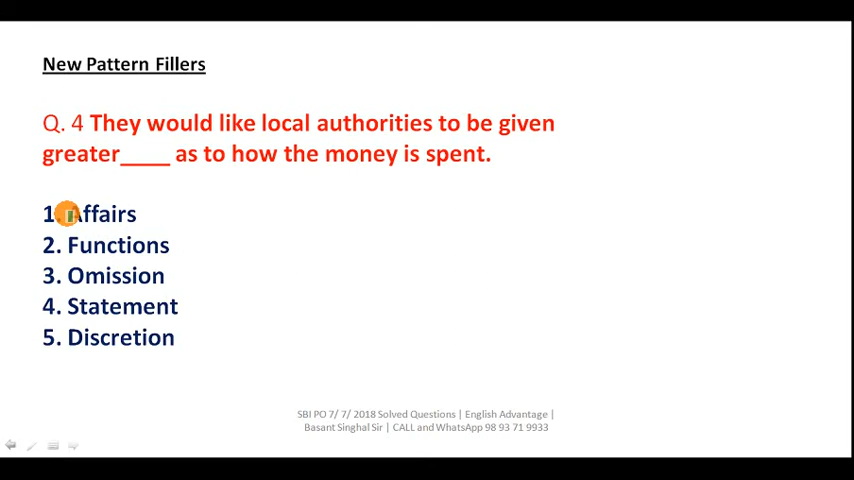 New Pattern Fillers
Q. 4 They would like local authorities to be given
greater____ as to how the money is spent.
1. Affairs
2. Functions
3. Omission
4. Statement
5. Discretion
SBI PO 7/ 7/ 2018 Solved Questions | English Advantage |
Basant Singhal Sir | CALL and WhatsApp 98 93 71 9933